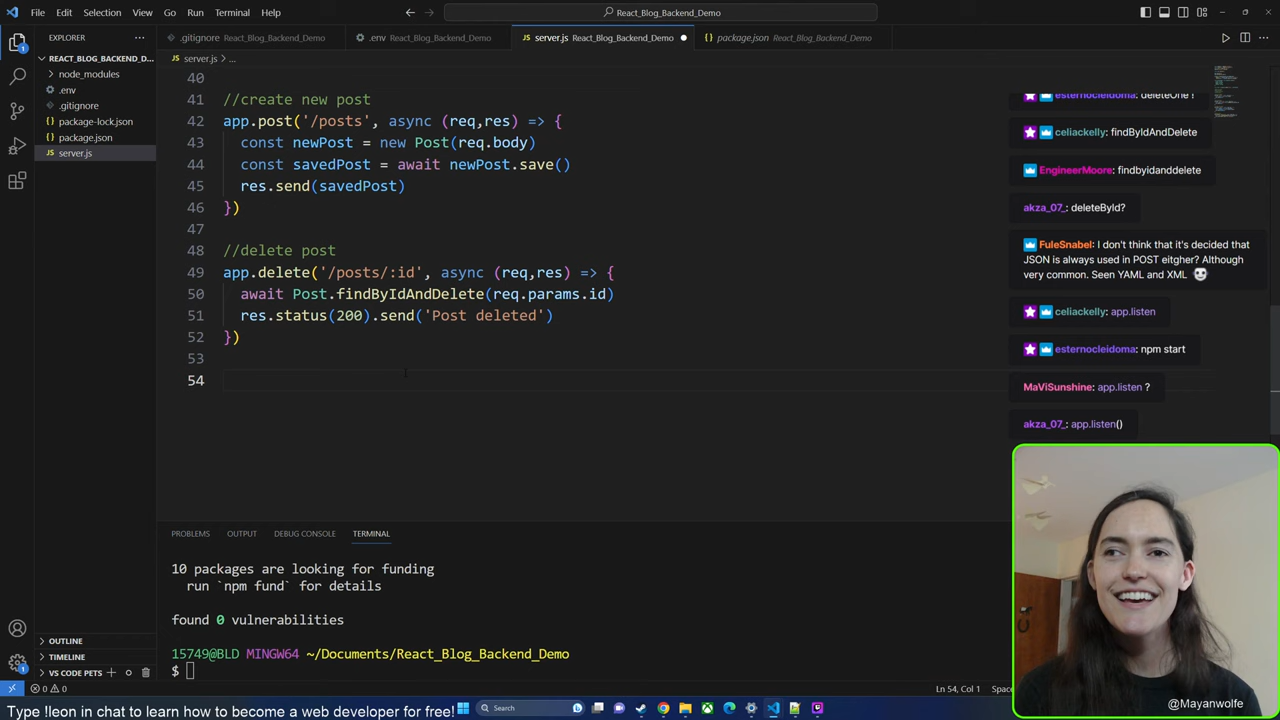 File Edit Selection View Go Run Terminal Help
React_Blog_Backend_Demo
EXPLORER
REACT_BLOG_BACKEND_D...
node_modules
.env
.gitignore
package-lock.json
package.json
server.js
OUTLINE
TIMELINE
VS CODE PETS
.gitignore React_Blog_Backend_Demo
.env React_Blog_Backend_Demo
server.js React_Blog_Backend_Demo
package.json React_Blog_Backend_Demo
server.js > ...
40
41 //create new post
42 app.post('/posts', async (req,res) => {
43 const newPost = new Post(req.body)
44 const savedPost = await newPost.save()
45 res.send(savedPost)
46 })
47
48 //delete post
49 app.delete('/posts/:id', async (req,res) => {
50 await Post.findByIdAndDelete(req.params.id)
51 res.status(200).send('Post deleted')
52 })
53
54
esternocleidoma: deleteOne !
celiackelly: findByIdAndDelete
EngineerMoore: findbyidanddelete
akza_07_: deleteById?
FuleSnabel: I don't think that it's decided that
JSON is always used in POST eitgher? Although
very common. Seen YAML and XML
celiackelly: app.listen
esternocleidoma: npm start
MaViSunshine: app.listen ?
akza_07_: app.listen()
PROBLEMS OUTPUT DEBUG CONSOLE TERMINAL
10 packages are looking for funding
run `npm fund` for details
found 0 vulnerabilities
15749@BLD MINGW64 ~/Documents/React_Blog_Backend_Demo
$
@Mayanwolfe
0 0
Ln 54, Col 1
Type !leon in chat to learn how to become a web developer for free!
Search